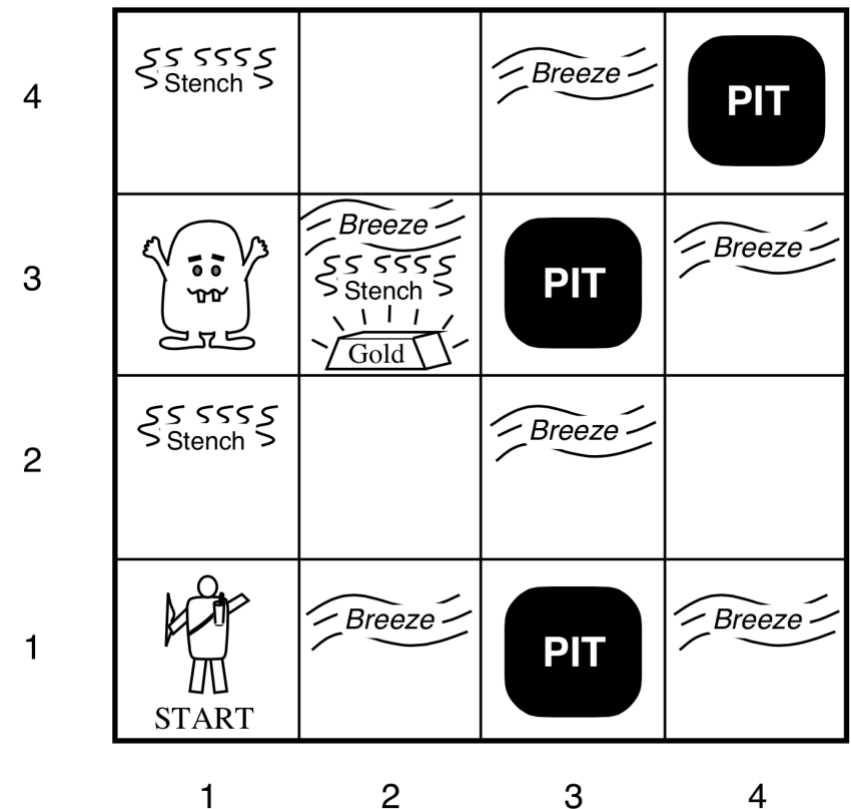 4
Stench
Breeze
PIT
3
Breeze
Stench
Gold
PIT
Breeze
2
Stench
Breeze
1
START
Breeze
PIT
Breeze
1 2 3 4